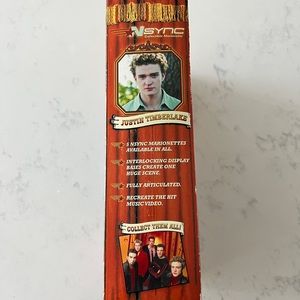 NSYNC
Collectible Marionette
JUSTIN TIMBERLAKE
5 NSYNC MARIONETTES
AVAILABLE IN ALL.
INTERLOCKING DISPLAY
BASES CREATE ONE
HUGE SCENE.
FULLY ARTICULATED.
RECREATE THE HIT
MUSIC VIDEO.
COLLECT THEM ALL!